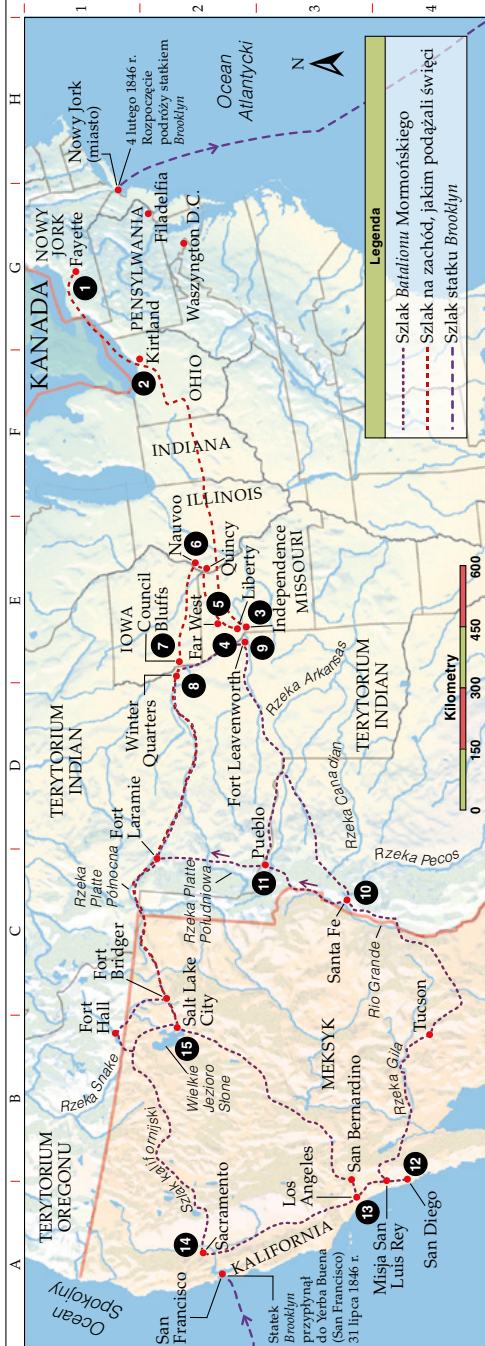 A
B
C
D
E
F
G
H
1
2
3
4
Ocean
Spokojny
TERYTORIUM
OREGONU
Rzeka Snake
Fort
Hall
Fort
Bridger
Rzeka
Platte
Północna
Fort
Laramie
TERYTORIUM
INDIAN
Winter
Quarters
IOWA
Council
Bluffs
7
8
Nauvoo
6
Quincy
Far West
5
4
Liberty
3
Independence
MISSOURI
9
Fort Leavenworth
ILLINOIS
INDIANA
OHIO
KANADA
2
Kirtland
1
NOWY
JORK
Fayette
PENSYLWANIA
Filadelfia
Waszyngton D.C.
Nowy Jork
(miasto)
4 lutego 1846 r.
Rozpoczęcie
podróży statkiem
Brooklyn
Ocean
Atlantycki
N
San
Francisco
14
Sacramento
Szlak kalifornijski
Wielkie
Jezioro
Słone
15
Salt Lake
City
Rzeka Platte
Południowa
Pueblo
11
Rzeka Arkansas
KALIFORNIA
Statek
Brooklyn
przypłynął
do Yerba Buena
(San Francisco)
31 lipca 1846 r.
Los
Angeles
13
San Bernardino
MEKSYK
Santa Fe
10
Rio Grande
Rzeka Canadian
Rzeka Pecos
TERYTORIUM
INDIAN
Misja San
Luis Rey
12
San Diego
Rzeka Gila
Tucson
Kilometry
0
150
300
450
600
Legenda
Szlak Batalionu Mormońskiego
Szlak na zachód, jakim podążali święci
Szlak statku Brooklyn